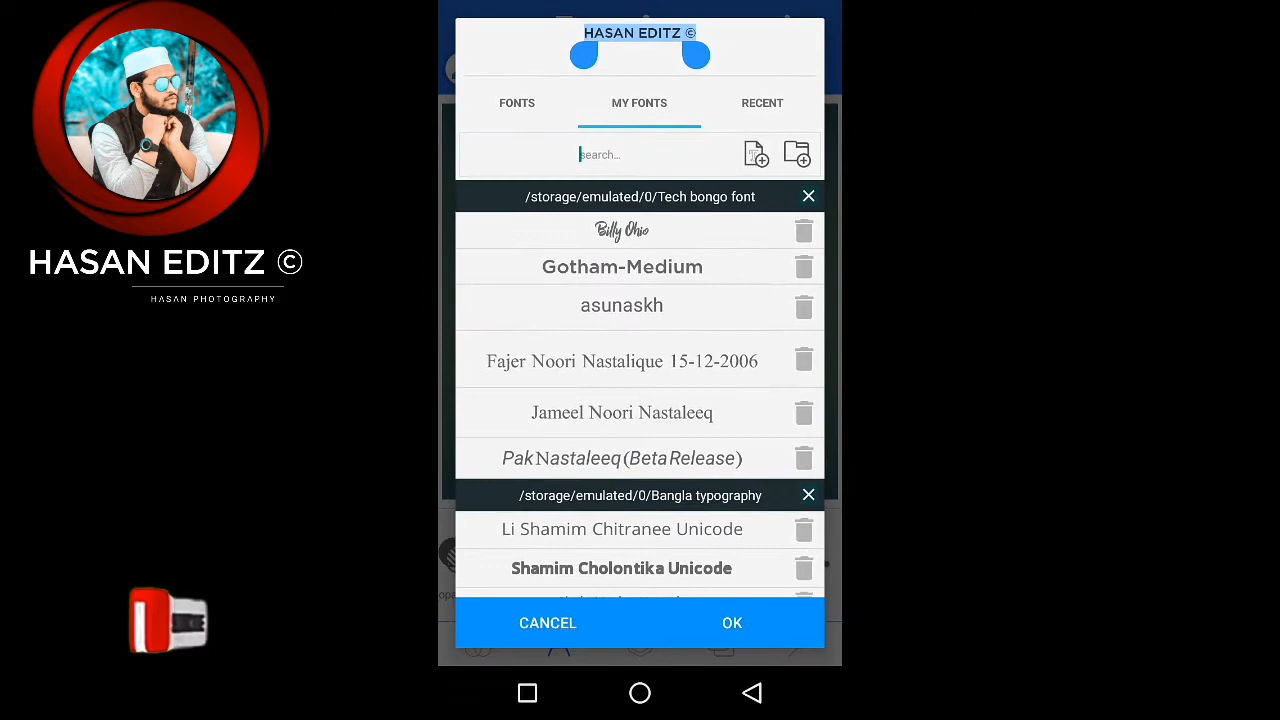 HASAN EDITZ ©
HASAN PHOTOGRAPHY
HASAN EDITZ ©
FONTS
MY FONTS
RECENT
search...
/storage/emulated/0/Tech bongo font
Billy Ohio
Gotham-Medium
asunaskh
Fajer Noori Nastalique 15-12-2006
Jameel Noori Nastaleeq
Pak Nastaleeq (Beta Release)
/storage/emulated/0/Bangla typography
Li Shamim Chitranee Unicode
Shamim Cholontika Unicode
CANCEL
OK